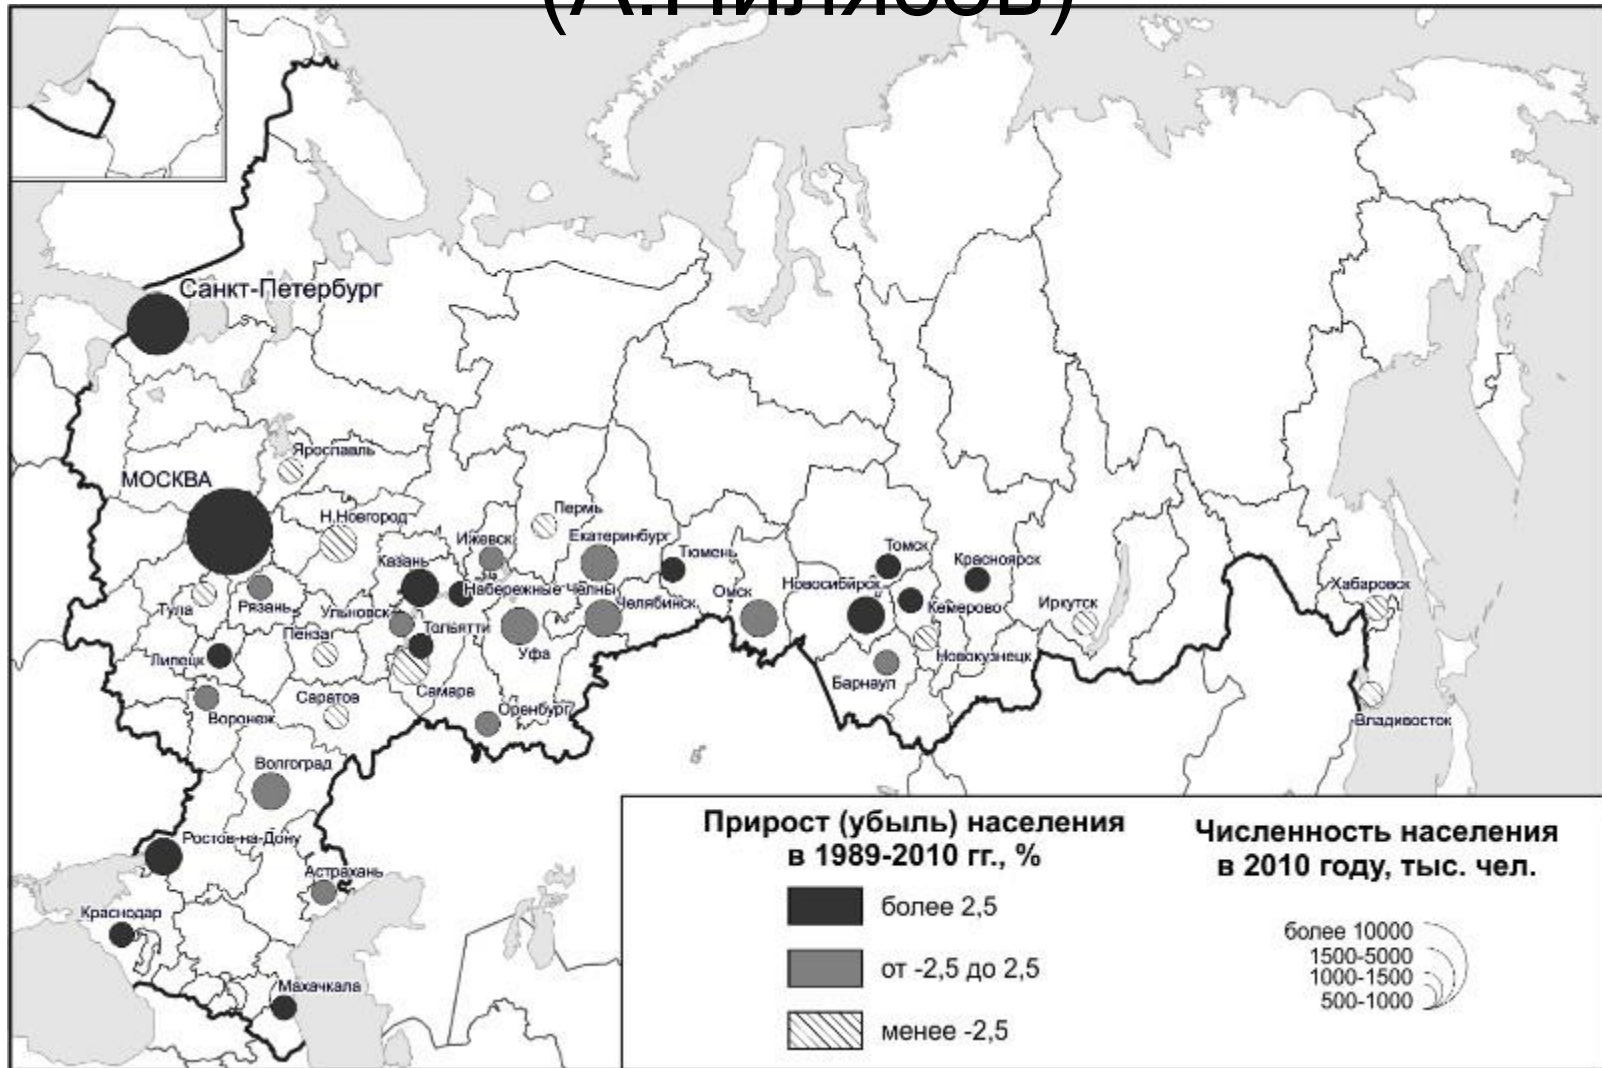 (А.Пилясов)
Санкт-Петербург
Ярославль
МОСКВА
Н.Новгород
Пермь
Ижевск
Екатеринбург
Казань
Тюмень
Томск
Красноярск
Набережные Челны
Новосибирск
Хабаровск
Тула
Рязань
Ульяновск
Челябинск
Омск
Кемерово
Иркутск
Пенза
Тольятти
Липецк
Уфа
Новокузнецк
Самара
Барнаул
Саратов
Оренбург
Воронеж
Владивосток
Волгоград
Ростов-на-Дону
Астрахань
Краснодар
Махачкала
Прирост (убыль) населения
в 1989-2010 гг., %
более 2,5
от -2,5 до 2,5
менее -2,5
Численность населения
в 2010 году, тыс. чел.
более 10000
1500-5000
1000-1500
500-1000